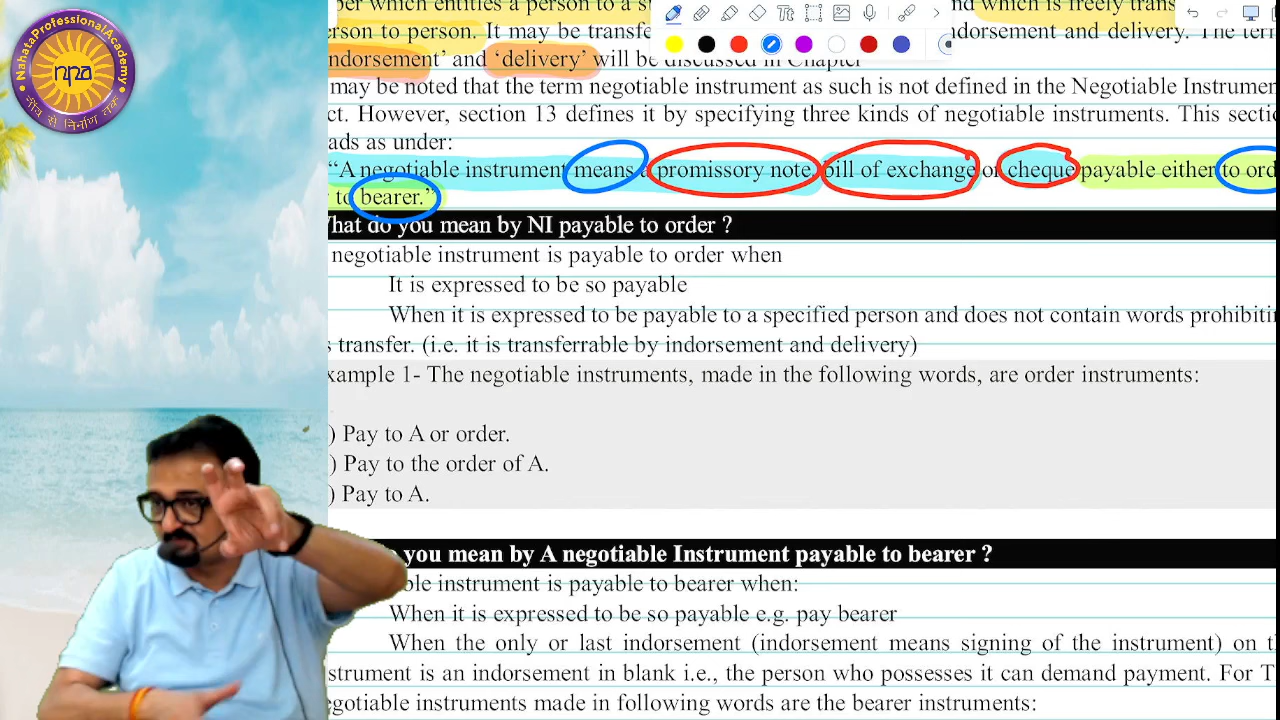 NahataProfessionalAcademy
npa
नींव से निर्माण तक
per which entitles a person to a s nd which is freely trans
erson to person. It may be transfe ndorsement and delivery. The ter
ndorsement’ and ‘delivery’ will be discussed in Chapter
may be noted that the term negotiable instrument as such is not defined in the Negotiable Instrumen
ct. However, section 13 defines it by specifying three kinds of negotiable instruments. This sectio
ads as under:
“A negotiable instrument means a promissory note, bill of exchange or cheque payable either to ord
to bearer.”
What do you mean by NI payable to order ?
negotiable instrument is payable to order when
It is expressed to be so payable
When it is expressed to be payable to a specified person and does not contain words prohibitin
s transfer. (i.e. it is transferrable by indorsement and delivery)
xample 1- The negotiable instruments, made in the following words, are order instruments:
) Pay to A or order.
) Pay to the order of A.
) Pay to A.
you mean by A negotiable Instrument payable to bearer ?
ble instrument is payable to bearer when:
When it is expressed to be so payable e.g. pay bearer
When the only or last indorsement (indorsement means signing of the instrument) on t
strument is an indorsement in blank i.e., the person who possesses it can demand payment. For T
egotiable instruments made in following words are the bearer instruments: